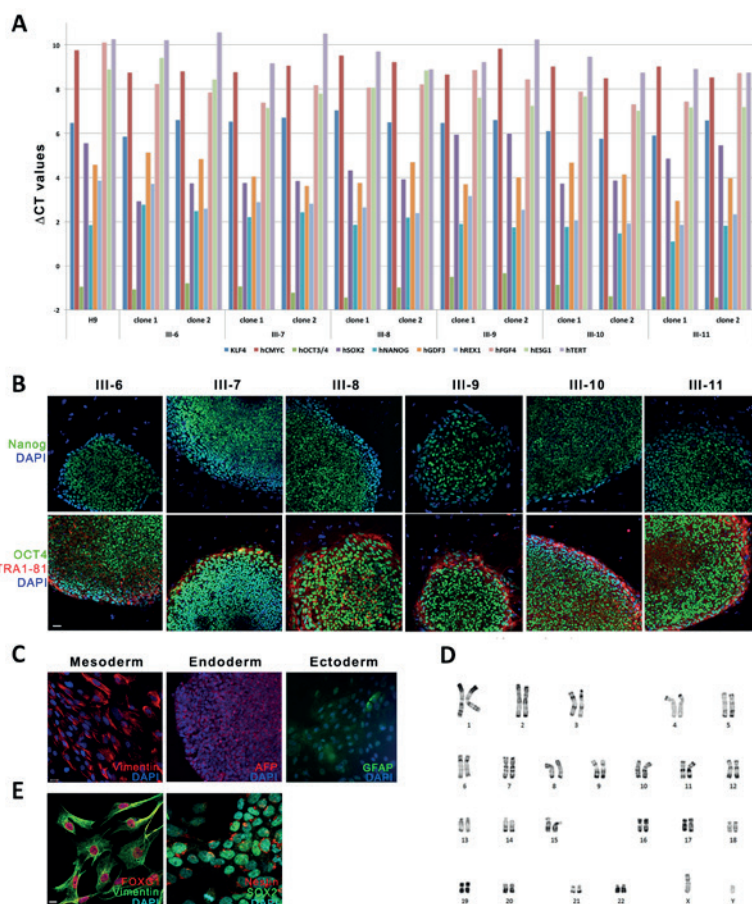 A
ΔCT values
10
8
6
4
2
0
-2
H9 clone 1 clone 2 clone 1 clone 2 clone 1 clone 2 clone 1 clone 2 clone 1 clone 2 clone 1 clone 2
III-6 III-7 III-8 III-9 III-10 III-11
KLF4 hCMYC hOCT3/4 hSOX2 hNANOG hGDF3 hREX1 hFGF4 hESG1 hTERT
B
III-6 III-7 III-8 III-9 III-10 III-11
Nanog
DAPI
OCT4
TRA1-81
DAPI
C
Mesoderm Endoderm Ectoderm
Vimentin AFP GFAP
DAPI DAPI DAPI
D
1 2 3 4 5
6 7 8 9 10 11 12
13 14 15 16 17 18
19 20 21 22 X Y
E
FOXG1 Nestin
Vimentin SOX2
DAPI DAPI